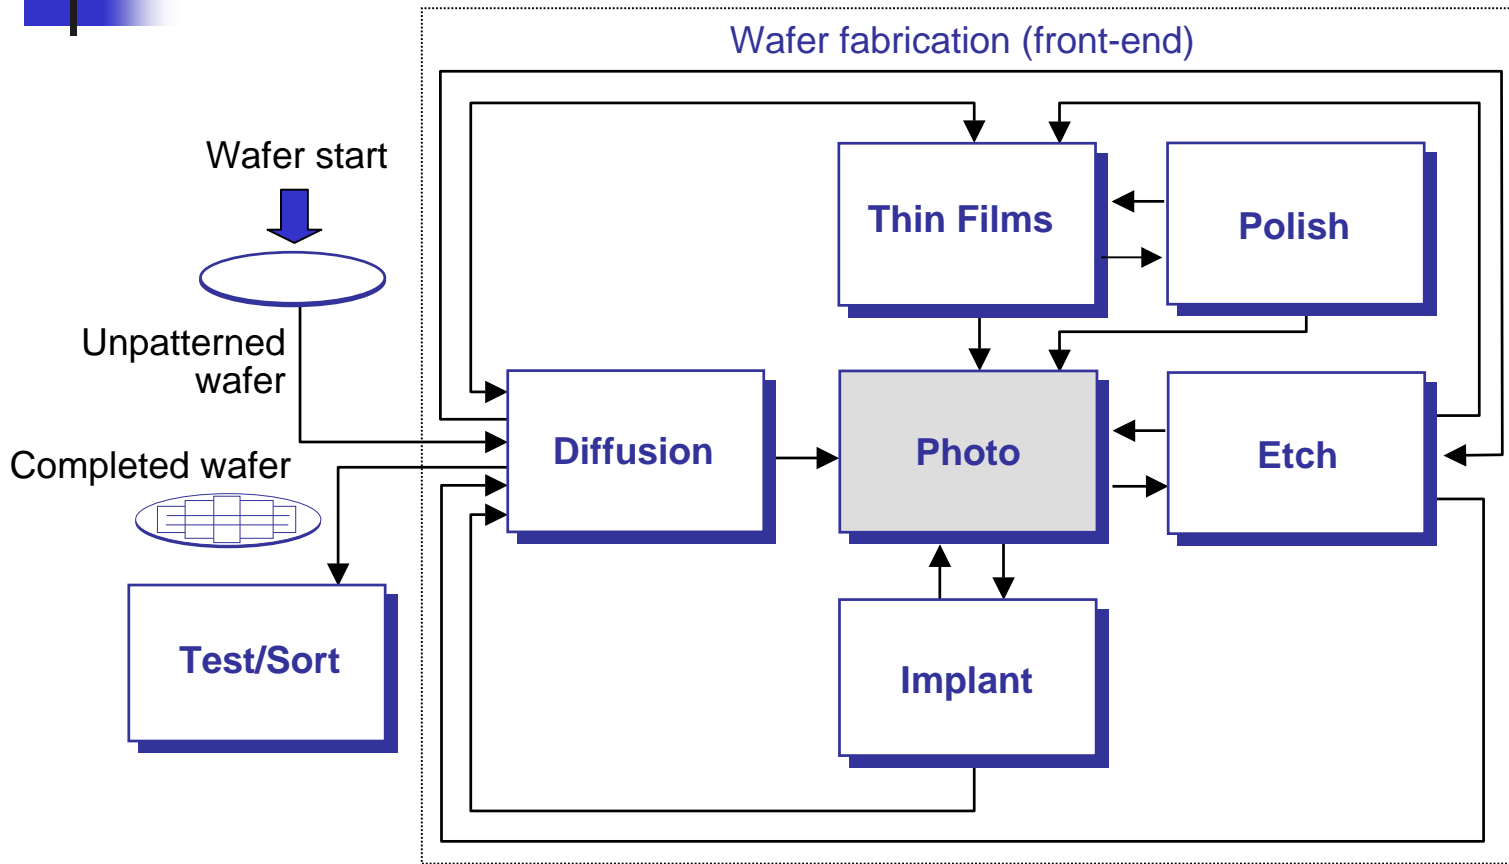 Wafer fabrication (front-end)
Wafer start
Thin Films
Polish
Unpatterned
wafer
Diffusion
Photo
Etch
Completed wafer
Test/Sort
Implant